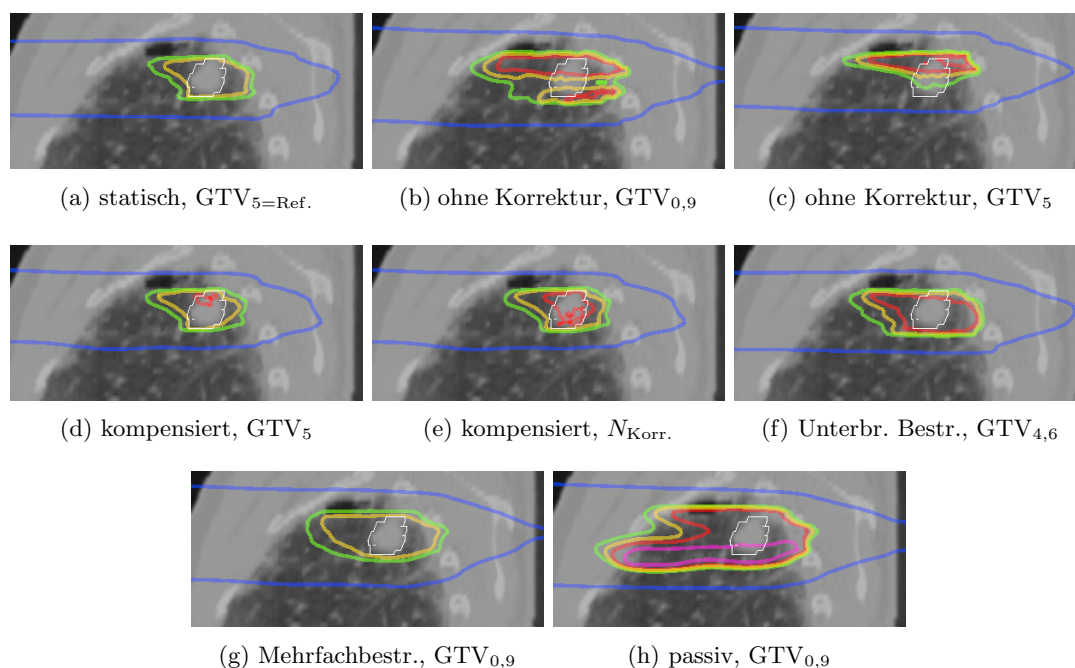 (a) statisch, GTV₅₌Ref.
(b) ohne Korrektur, GTV₀,₉
(c) ohne Korrektur, GTV₅
(d) kompensiert, GTV₅
(e) kompensiert, N_Korr.
(f) Unterbr. Bestr., GTV₄,₆
(g) Mehrfachbestr., GTV₀,₉
(h) passiv, GTV₀,₉